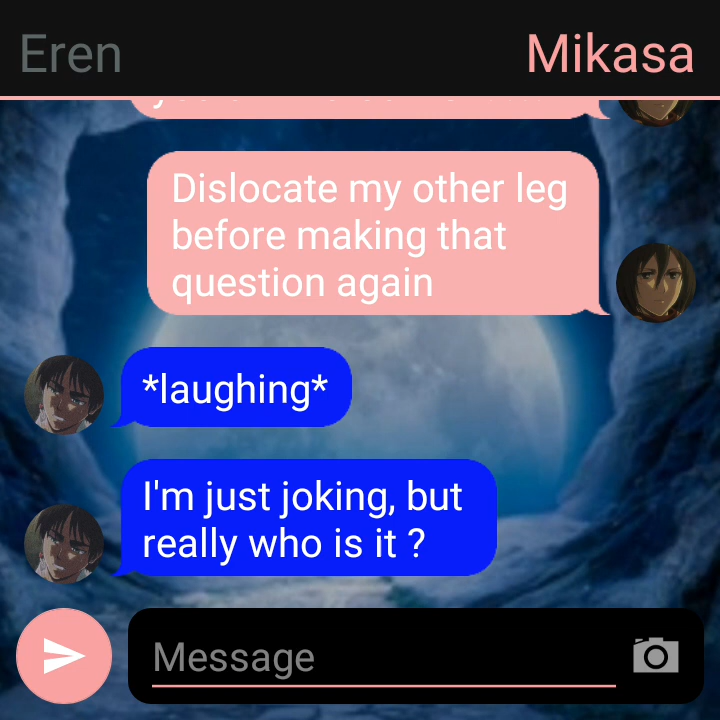 Eren
Mikasa
Dislocate my other leg
before making that
question again
*laughing*
I'm just joking, but
really who is it ?
Message